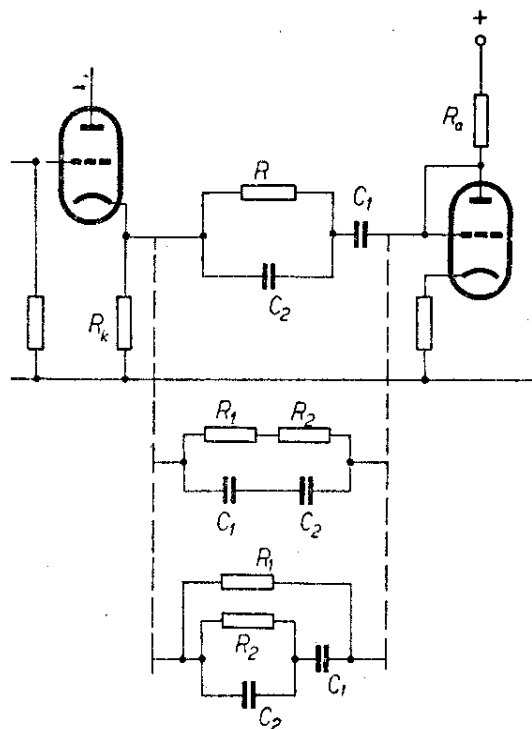 +
Rₐ
R
C₁
C₂
Rₖ
R₁ R₂
C₁ C₂
R₁
R₂
C₁
C₂